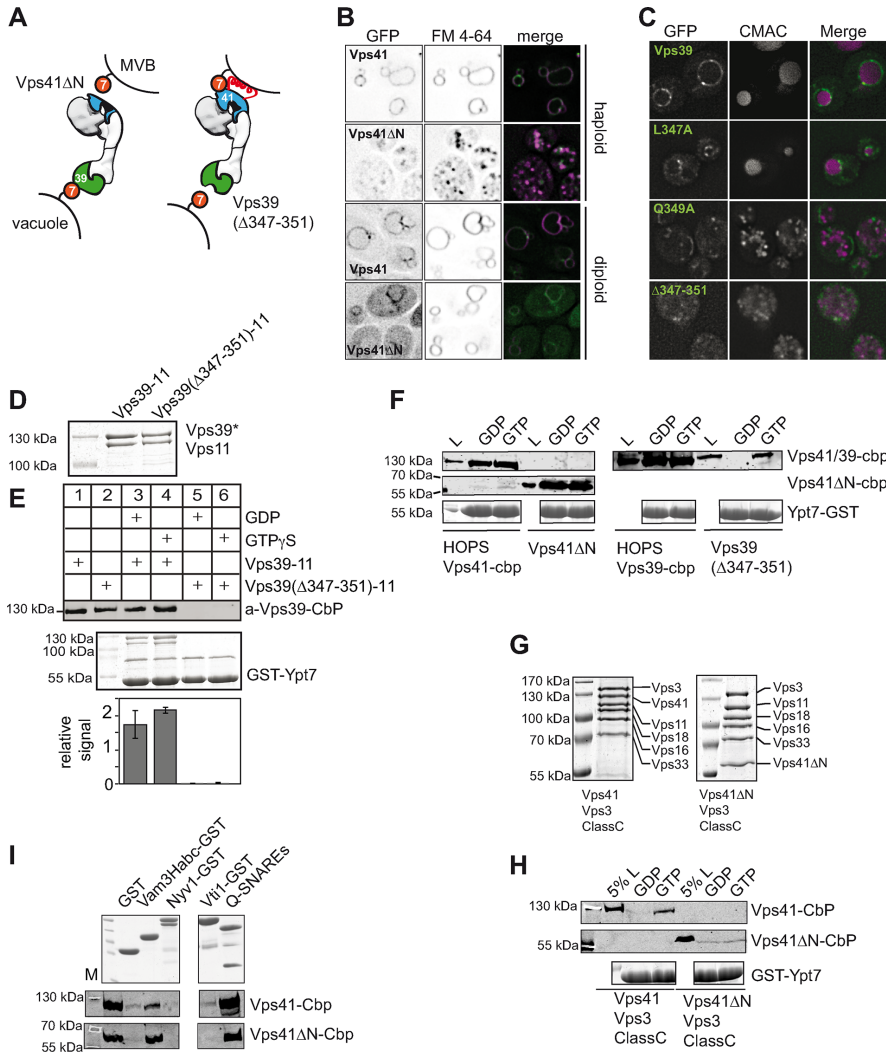 A
Vps41ΔN
MVB
7
7
41
39
7
7
vacuole
Vps39
(Δ347-351)
B
GFP
FM 4-64
merge
Vps41
Vps41ΔN
Vps41
Vps41ΔN
haploid
diploid
C
GFP
CMAC
Merge
Vps39
L347A
Q349A
Δ347-351
D
Vps39-11
Vps39(Δ347-351)-11
130 kDa
100 kDa
Vps39*
Vps11
E
1 2 3 4 5 6
+ + GDP
+ + GTPγS
+ + + Vps39-11
+ + + Vps39(Δ347-351)-11
130 kDa
a-Vps39-CbP
130 kDa
100 kDa
55 kDa
GST-Ypt7
relative
signal
2
1
0
F
L GDP GTP L GDP GTP L GDP GTP L GDP GTP
130 kDa
70 kDa
55 kDa
55 kDa
Vps41/39-cbp
Vps41ΔN-cbp
Ypt7-GST
HOPS
Vps41-cbp
Vps41ΔN
HOPS
Vps39-cbp
Vps39
(Δ347-351)
G
170 kDa
130 kDa
100 kDa
70 kDa
55 kDa
Vps3
Vps41
Vps11
Vps18
Vps16
Vps33
Vps3
Vps11
Vps18
Vps16
Vps33
Vps41ΔN
Vps41
Vps3
ClassC
Vps41ΔN
Vps3
ClassC
H
5% L GDP GTP 5% L GDP GTP
130 kDa
55 kDa
Vps41-CbP
Vps41ΔN-CbP
GST-Ypt7
Vps41
Vps3
ClassC
Vps41ΔN
Vps3
ClassC
I
GST
Vam3Habc-GST
Nyv1-GST
Vti1-GST
Q-SNAREs
M
130 kDa
70 kDa
55 kDa
Vps41-Cbp
Vps41ΔN-Cbp